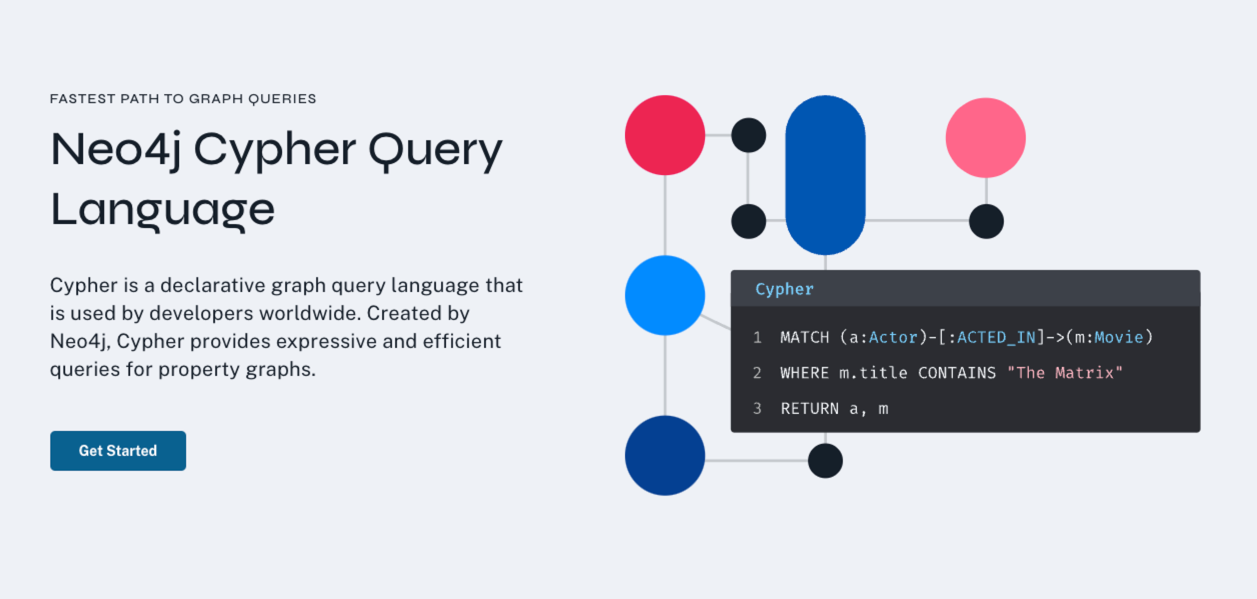 FASTEST PATH TO GRAPH QUERIES
Neo4j Cypher Query
Language
Cypher is a declarative graph query language that
is used by developers worldwide. Created by
Neo4j, Cypher provides expressive and efficient
queries for property graphs.
Get Started
Cypher
1 MATCH (a:Actor)-[:ACTED_IN]->(m:Movie)
2 WHERE m.title CONTAINS "The Matrix"
3 RETURN a, m